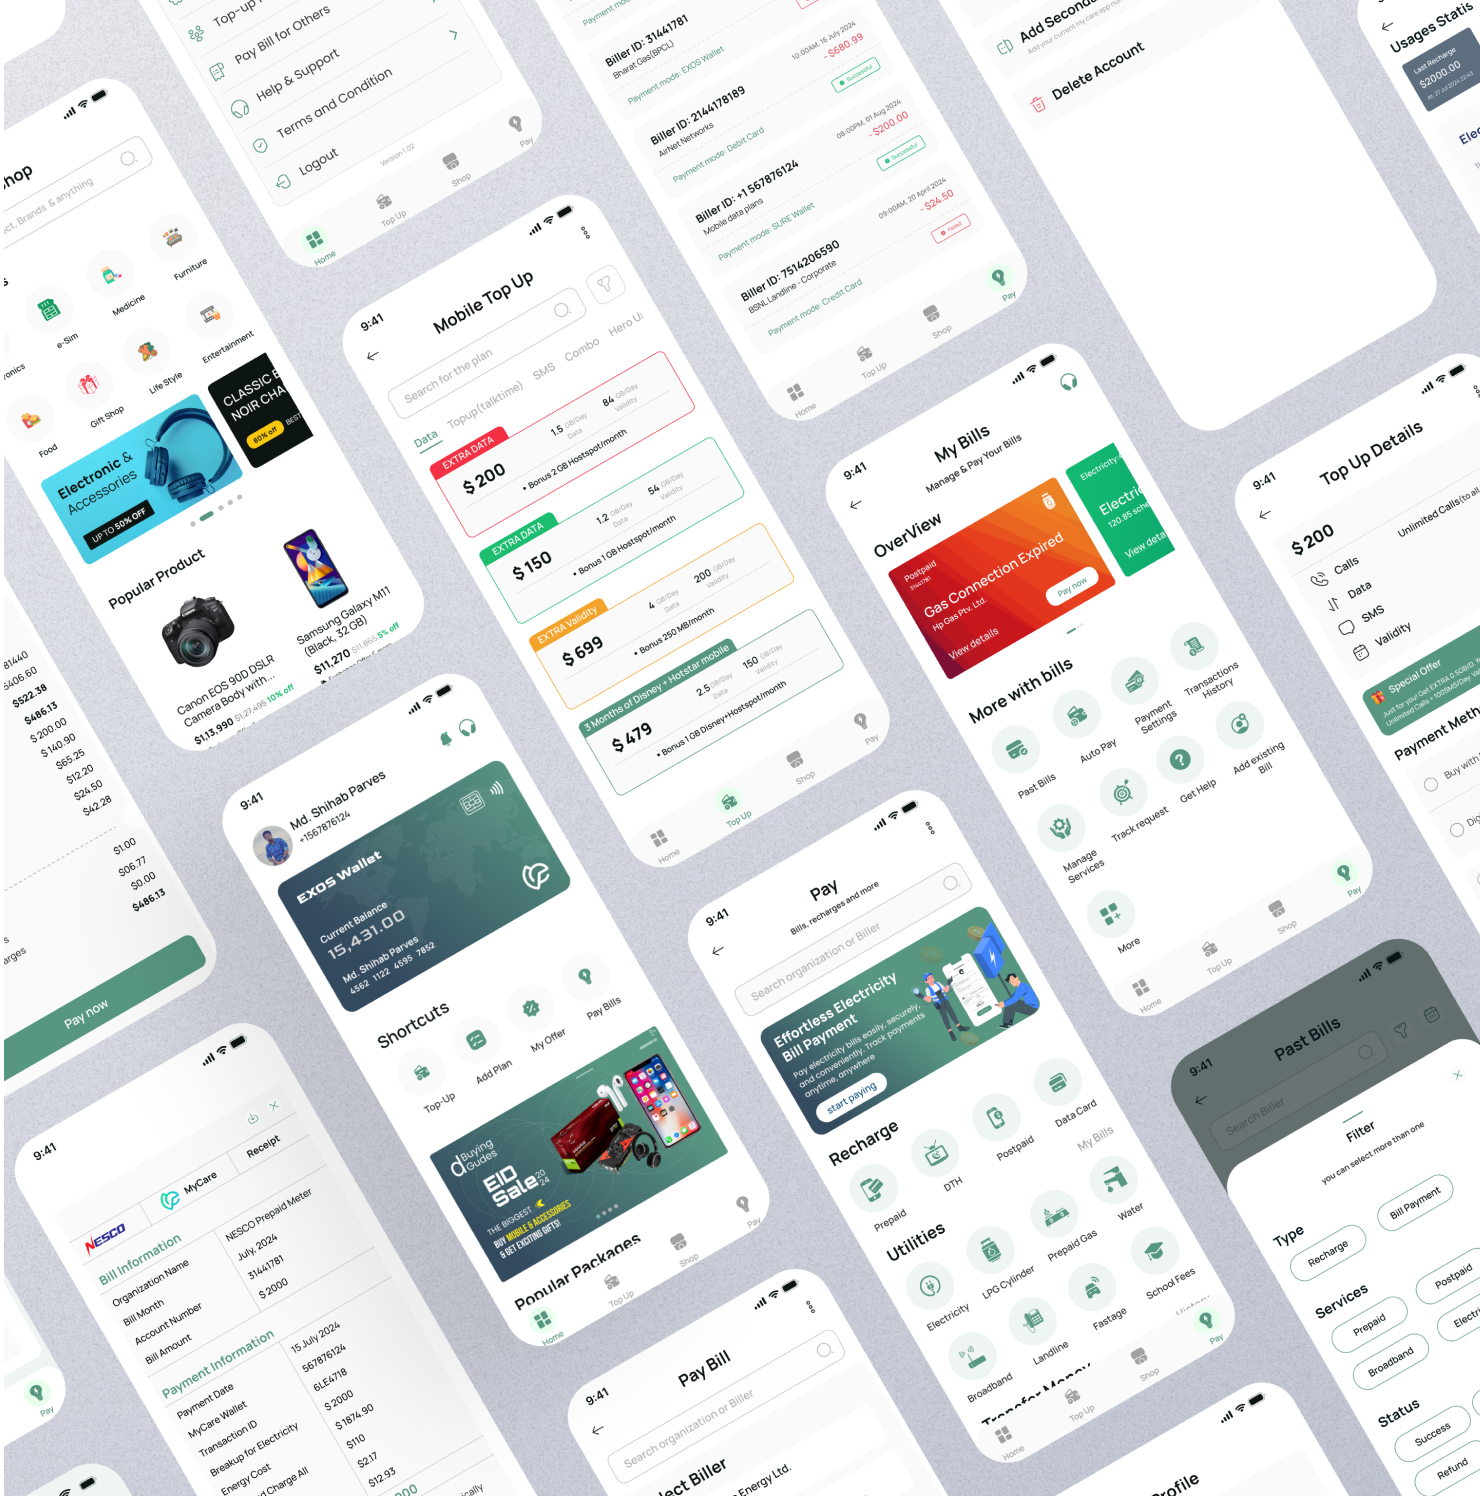 Top-up
Pay Bill for Others
Help & Support
Terms and Condition
Logout
Version 1.02
Home
Top Up
Shop
Pay
Payment mode
Biller ID: 31441781
Bharat Gas(BPCL)
Payment mode: EXOS Wallet
10:00AM, 16 July 2024
- $680.99
Successful
Biller ID: 2144178189
AirNet Networks
Payment mode: Debit Card
08:00PM, 01 Aug 2024
- $200.00
Successful
Biller ID: +1 567876124
Mobile data plans
Payment mode: SURE Wallet
09:00AM, 20 April 2024
- $24.50
Failed
Biller ID: 7514206590
BSNL Landline - Corporate
Payment mode: Credit Card
Home
Top Up
Shop
Pay
Add Seconda
Add your current my care app num
Delete Account
Usages Statis
Last Recharge
$2000.00
Elec
hop
uct, Brands & anything
e-Sim
Medicine
Furniture
ronics
Food
Gift Shop
Life Style
Entertainment
Electronic &
Accessories
UP TO 50% OFF
CLASSIC B
NOIR CHA
80% off
BEST
Popular Product
Canon EOS 90D DSLR
Camera Body with...
$1,13,990 $1,27,495 10% off
Samsung Galaxy M11
(Black, 32 GB)
$11,270 $11,865 5% off
9:41
Mobile Top Up
Search for the plan
Data
Topup(talktime)
SMS
Combo
Hero Un
EXTRA DATA
$ 200
1.5 GB/Day
Data
84 GB/Day
Validity
• Bonus 2 GB Hostspot/month
EXTRA DATA
$ 150
1.2 GB/Day
Data
54 GB/Day
Validity
• Bonus 1 GB Hostspot/month
EXTRA Validity
$ 699
4 GB/Day
Data
200 GB/Day
Validity
• Bonus 250 MB/month
3 Months of Disney + Hotstar mobile
$ 479
2.5 GB/Day
Data
150 GB/Day
Validity
• Bonus 1 GB Disney+Hostspot/month
Home
Top Up
Shop
Pay
9:41
My Bills
Manage & Pay Your Bills
OverView
Postpaid
31441781
Gas Connection Expired
Hp Gas Ptv. Ltd.
View details
Pay now
Electricity
Electric
120.85 sche
View deta
More with bills
Past Bills
Auto Pay
Payment
Settings
Transactions
History
Manage
Services
Track request
Get Help
Add existing
Bill
More
Home
Top Up
Shop
Pay
9:41
Top Up Details
$ 200
Calls
Unlimited Calls(to all
Data
SMS
Validity
Special Offer
Just for you! Get EXTRA 0.5GB/D, V
Unlimited Calls + 100SMS/Day. Va
Payment Meth
Buy with
Digi
81440
5406.60
$522.38
$486.13
$ 200.00
$ 140.90
$65.25
$12.20
$24.50
$42.28
$1.00
$06.77
$0.00
$486.13
arges
Pay now
9:41
Md. Shihab Parves
+1567876124
EXOS Wallet
Current Balance
15,431.00
Md. Shihab Parves
4562 1122 4595 7852
Shortcuts
Top-Up
Add Plan
My Offer
Pay Bills
Buying
Gudes
EID
Sale 2024
THE BIGGEST
BUY MOBILE & ACCESSORIES
& GET EXCITING GIFTS!
Popular Packages
Home
Top Up
Shop
Pay
9:41
Pay
Bills, recharges and more
Search organization or Biller
Effortless Electricity
Bill Payment
Pay electricity bills easily, securely,
and conveniently. Track payments
anytime, anywhere
start paying
Recharge
Prepaid
DTH
Postpaid
Data Card
My Bills
Utilities
Electricity
LPG Cylinder
Prepaid Gas
Water
Broadband
Landline
Fastage
School Fees
History
Transfer Money
Home
Top Up
Shop
Pay
9:41
Past Bills
Search Biller
Filter
you can select more than one
Type
Recharge
Bill Payment
Services
Prepaid
Postpaid
Broadband
Electri
Status
Success
Refund
9:41
NESCO
MyCare
Receipt
Bill Information
Organization Name
NESCO Prepaid Meter
Bill Month
July, 2024
Account Number
31441781
Bill Amount
$ 2000
Payment Information
Payment Date
15 July 2024
MyCare Wallet
567876124
Transaction ID
6LE4718
Breakup for Electricity
$ 2000
Energy Cost
$ 1874.90
d Charge All
$110
$2.17
$12.93
ically
Pay
9:41
Pay Bill
Search organization or Biller
lect Biller
Energy Ltd.
Profile